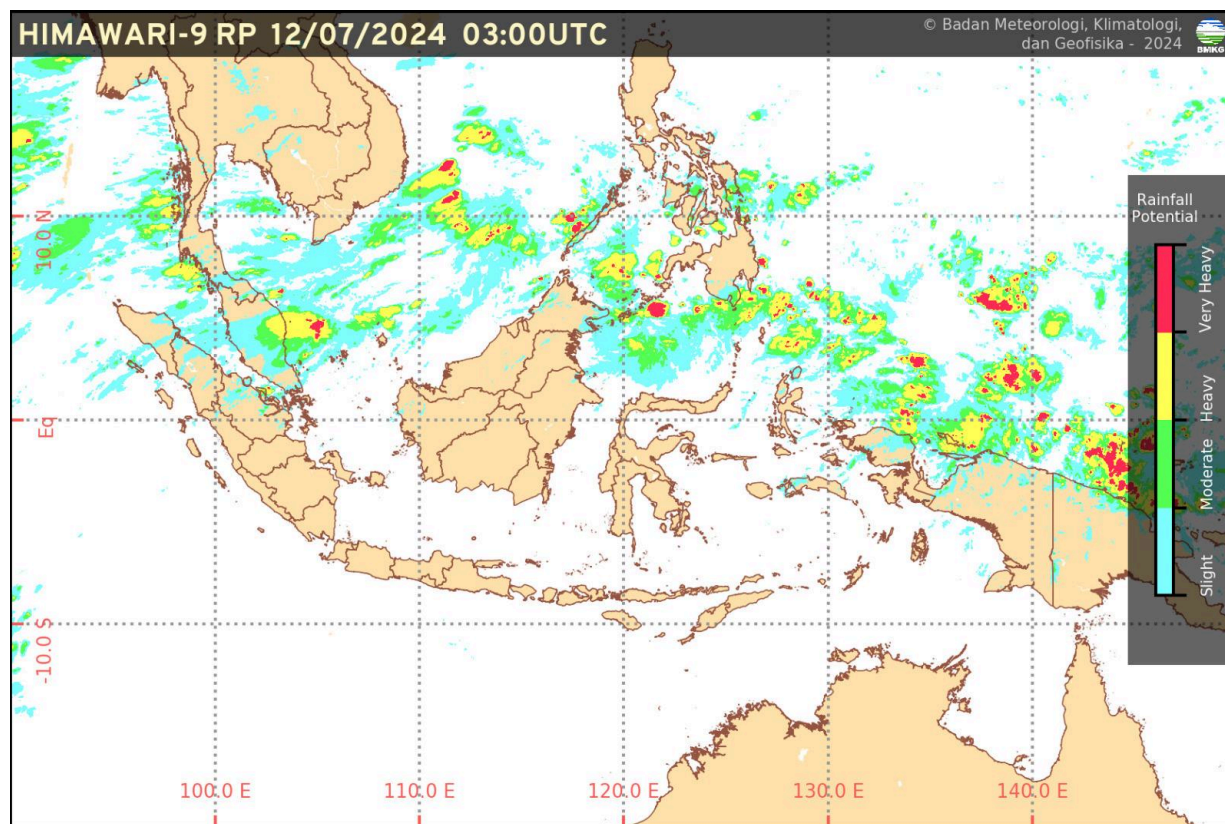 HIMAWARI-9 RP 12/07/2024 03:00UTC
© Badan Meteorologi, Klimatologi,
dan Geofisika - 2024
BMKG
Rainfall
Potential
Very Heavy
Heavy
Moderate
Slight
10.0 N
Eq
-10.0 S
100.0 E
110.0 E
120.0 E
130.0 E
140.0 E